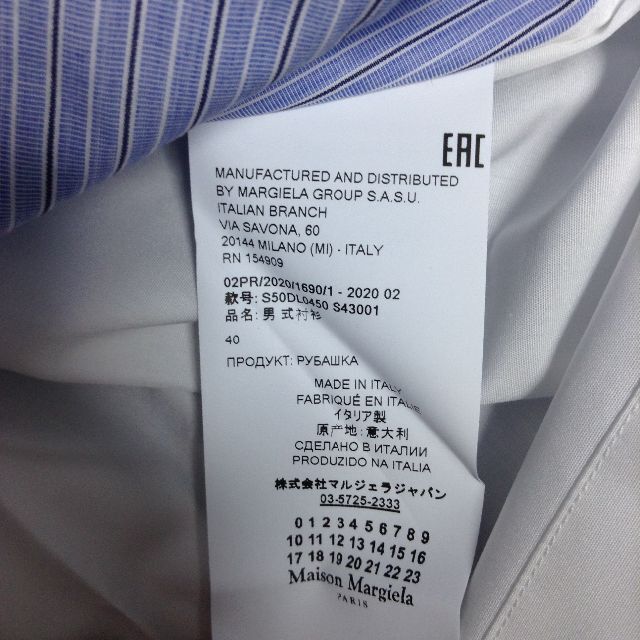 EAC
MANUFACTURED AND DISTRIBUTED
BY MARGIELA GROUP S.A.S.U.
ITALIAN BRANCH
VIA SAVONA, 60
20144 MILANO (MI) - ITALY
RN 154909
02PR/2020/1690/1 - 2020 02
款号: S50DL0450 S43001
品名: 男 式衬衫
40
ПРОДУКТ: РУБАШКА
MADE IN ITALY
FABRIQUÉ EN ITALIE
イタリア製
原产地: 意大利
СДЕЛАНО В ИТАЛИИ
PRODUZIDO NA ITALIA
株式会社マルジェラジャパン
03-5725-2333
0 1 2 3 4 5 6 7 8 9
10 11 12 13 14 15 16
17 18 19 20 21 22 23
Maison Margiela
PARIS